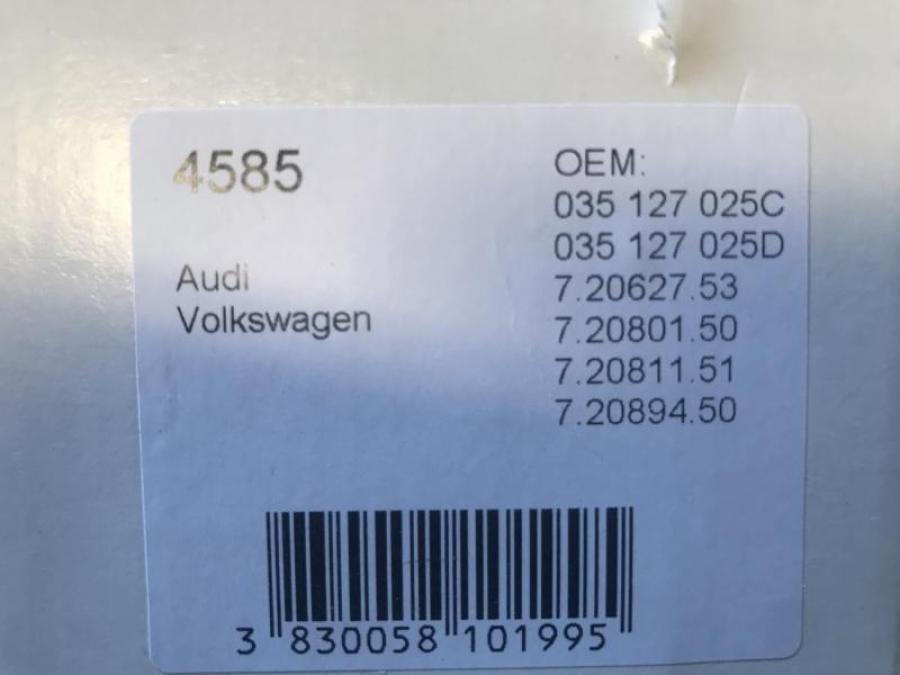 4585
Audi
Volkswagen
OEM:
035 127 025C
035 127 025D
7.20627.53
7.20801.50
7.20811.51
7.20894.50
3 830058 101995